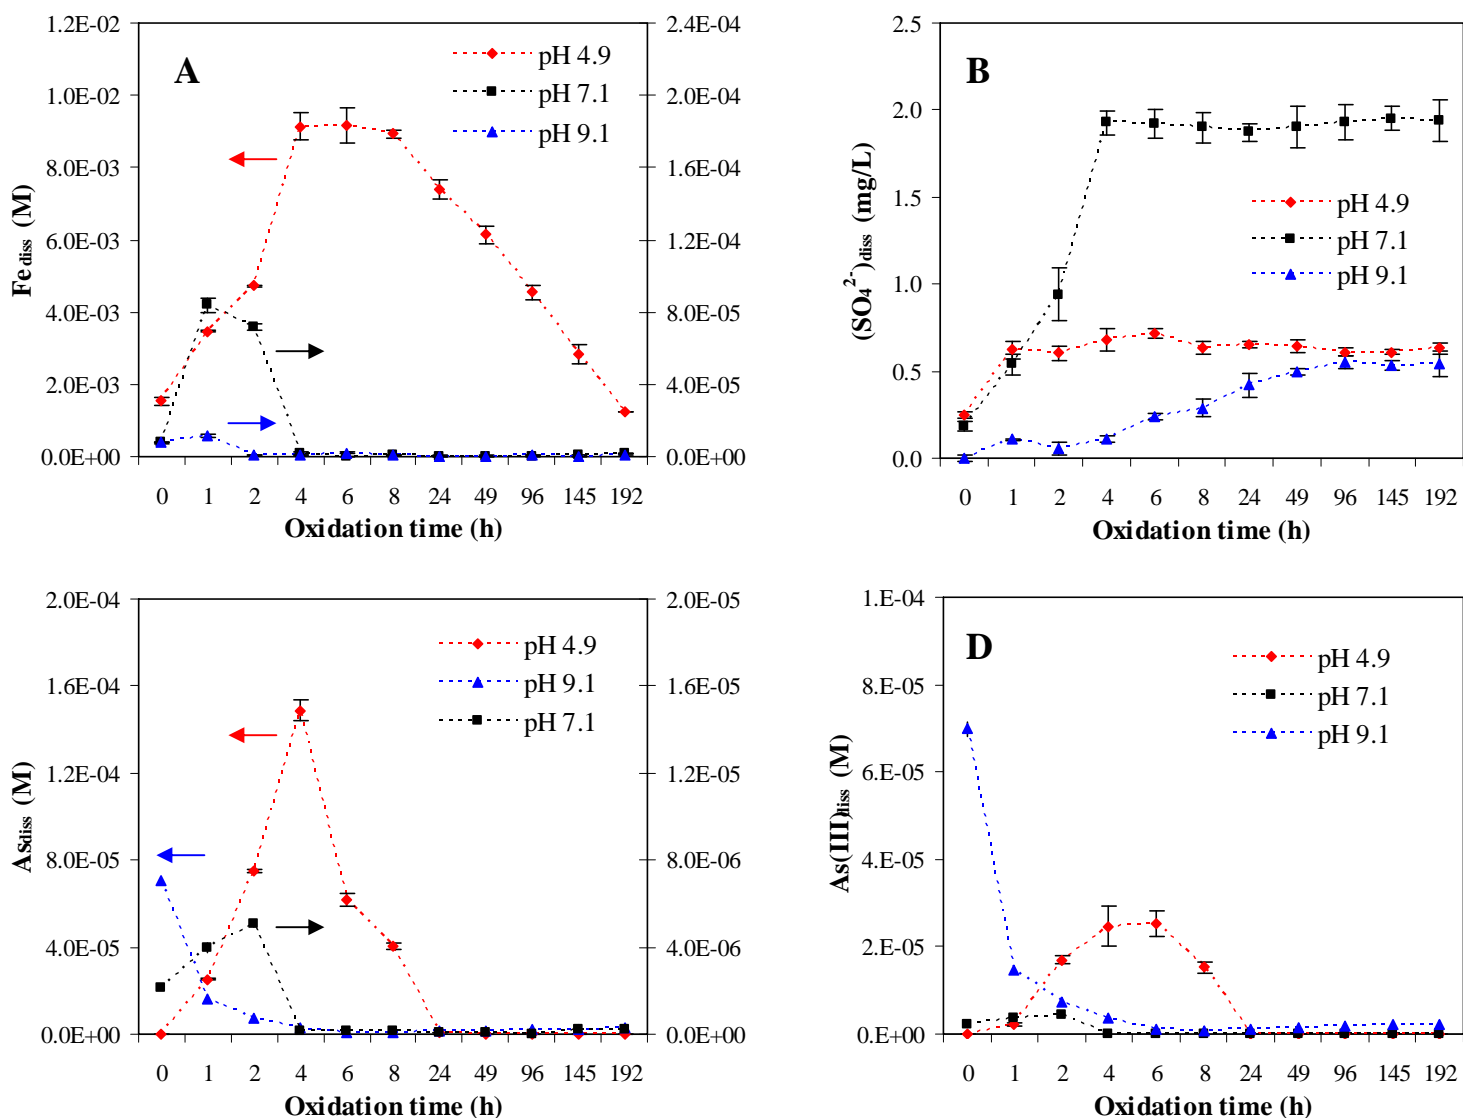 A
1.2E-02
1.0E-02
8.0E-03
6.0E-03
4.0E-03
2.0E-03
0.0E+00
2.4E-04
2.0E-04
1.6E-04
1.2E-04
8.0E-05
4.0E-05
0.0E+00
pH 4.9
pH 7.1
pH 9.1
Fediss (M)
0 1 2 4 6 8 24 49 96 145 192
Oxidation time (h)
B
2.5
2.0
1.5
1.0
0.5
0.0
pH 4.9
pH 7.1
pH 9.1
(SO4²⁻)diss (mg/L)
0 1 2 4 6 8 24 49 96 145 192
Oxidation time (h)
2.0E-04
1.6E-04
1.2E-04
8.0E-05
4.0E-05
0.0E+00
2.0E-05
1.6E-05
1.2E-05
8.0E-06
4.0E-06
0.0E+00
pH 4.9
pH 9.1
pH 7.1
Asdiss (M)
0 1 2 4 6 8 24 49 96 145 192
Oxidation time (h)
D
1.E-04
8.E-05
6.E-05
4.E-05
2.E-05
0.E+00
pH 4.9
pH 7.1
pH 9.1
As(III)diss (M)
0 1 2 4 6 8 24 49 96 145 192
Oxidation time (h)